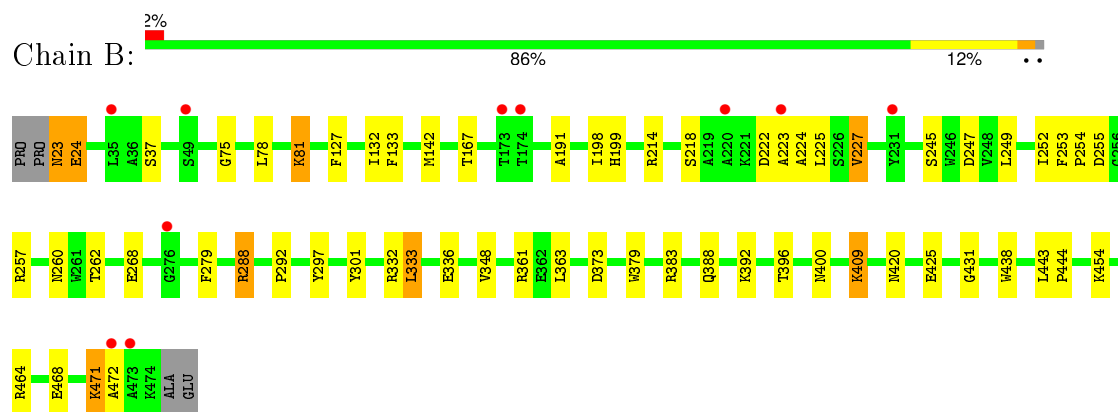 2%
Chain B:
86% 12% • •
PRO PRO N23 E24 L35 A36 S37 S49 G75 L78 K81 F127 I132 F133 M142 T167 T173 T174 A191 I198 H199 R214 S218 A219 A220 K221 D222 A223 A224 L225 S226 V227 Y231 S245 W246 D247 V248 L249 I252 F253 P254 D255 G256
R257 N260 W261 T262 E268 G276 F279 R288 P292 Y297 Y301 R332 L333 E336 V348 R361 E362 L363 D373 W379 R383 Q388 K392 T396 N400 K409 N420 E425 G431 W438 L443 P444 K454
R464 E468 K471 A472 A473 K474 ALA GLU